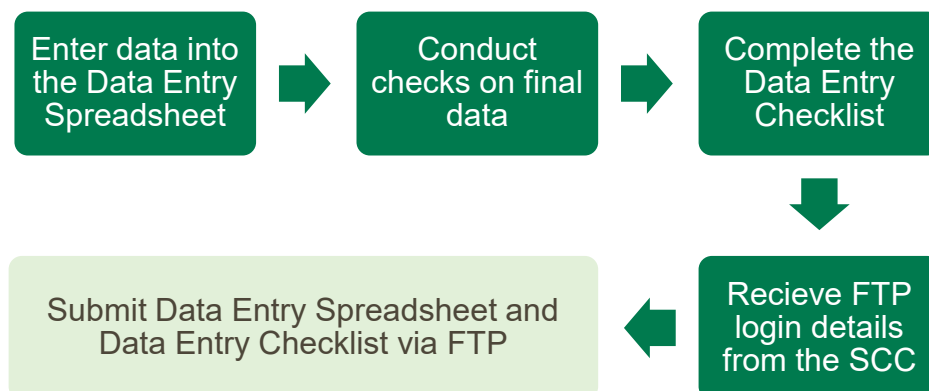 Enter data into
the Data Entry
Spreadsheet
Conduct
checks on final
data
Complete the
Data Entry
Checklist
Recieve FTP
login details
from the SCC
Submit Data Entry Spreadsheet and
Data Entry Checklist via FTP